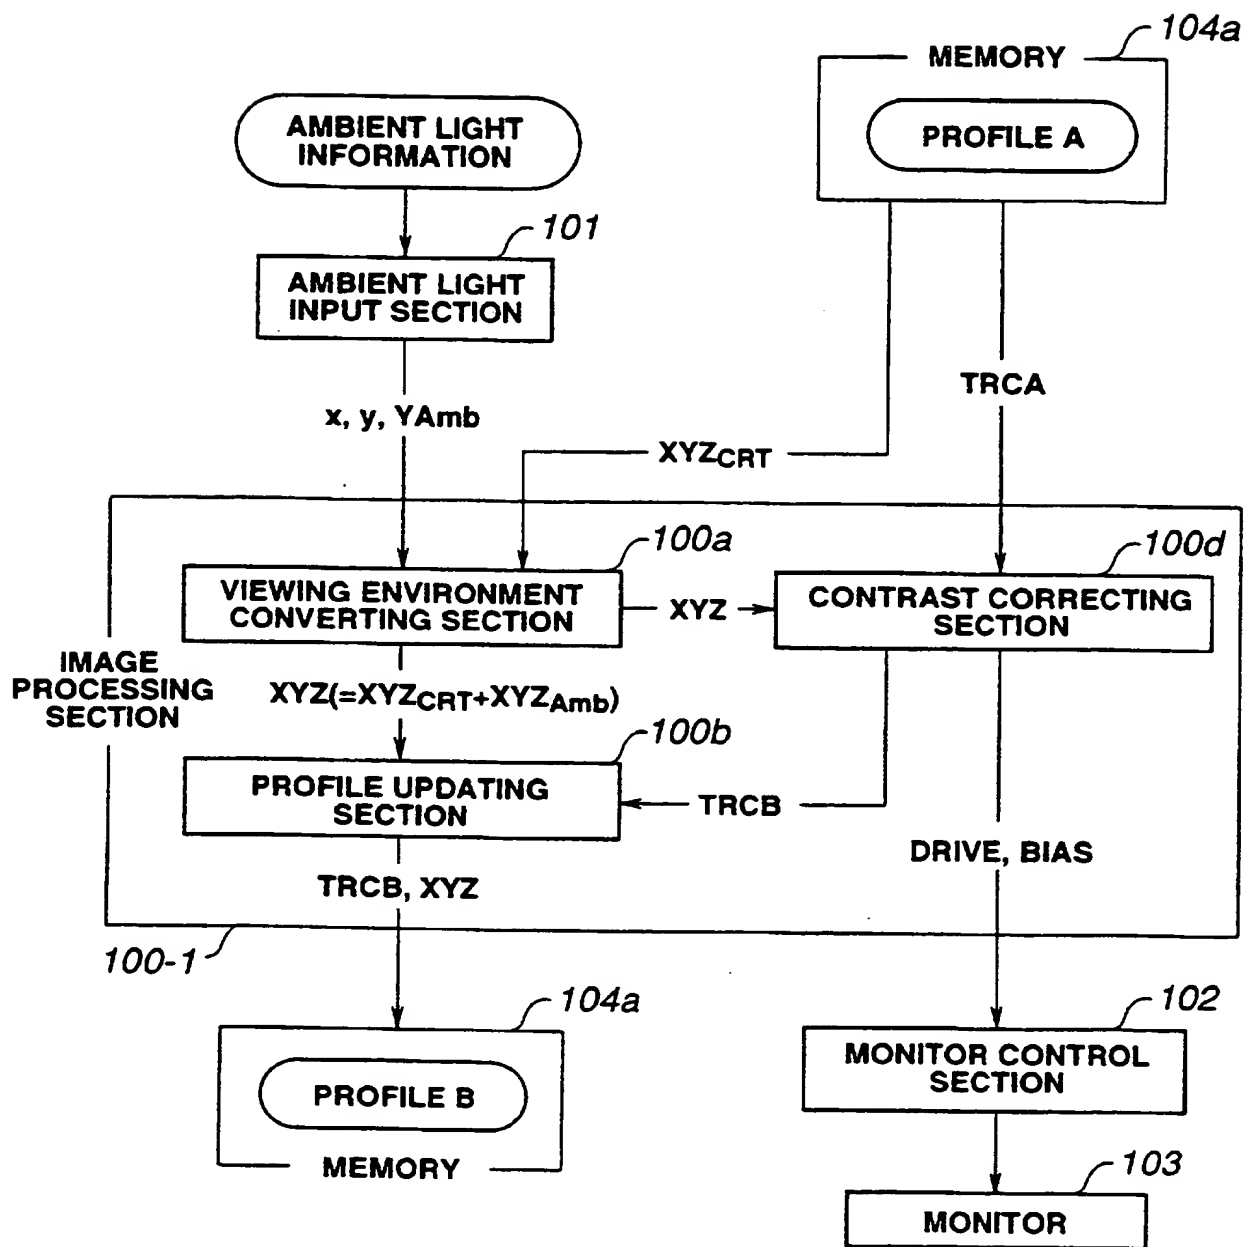 104a
MEMORY
PROFILE A
AMBIENT LIGHT
INFORMATION
101
AMBIENT LIGHT
INPUT SECTION
TRCA
x, y, YAmb
XYZCRT
100a
100d
VIEWING ENVIRONMENT
CONVERTING SECTION
XYZ
CONTRAST CORRECTING
SECTION
IMAGE
PROCESSING
SECTION
XYZ(=XYZCRT+XYZAmb)
100b
PROFILE UPDATING
SECTION
TRCB
DRIVE, BIAS
TRCB, XYZ
100-1
104a
102
PROFILE B
MEMORY
MONITOR CONTROL
SECTION
103
MONITOR